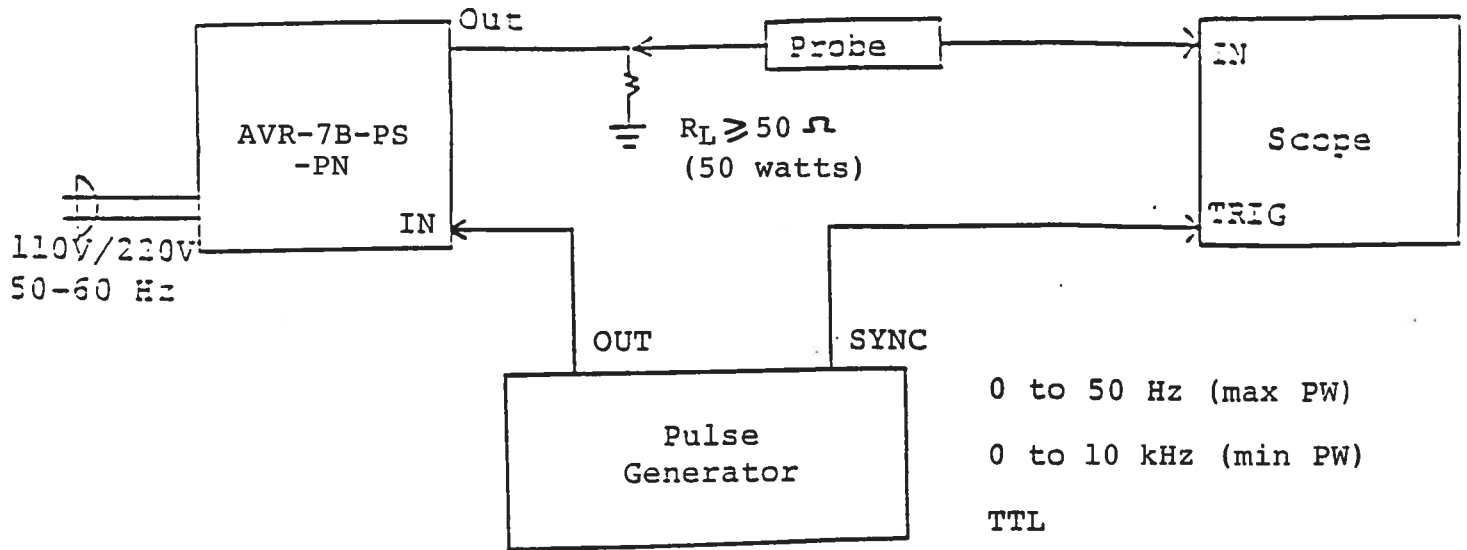 Out
Probe
IN
AVR-7B-PS
-PN
R_L ≥ 50 Ω
(50 watts)
Scope
IN
TRIG
110V/220V
50-60 Hz
OUT
SYNC
Pulse
Generator
0 to 50 Hz (max PW)
0 to 10 kHz (min PW)
TTL